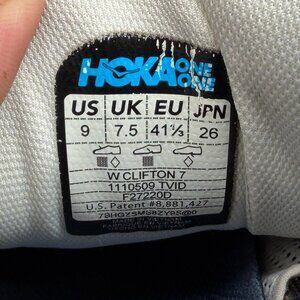 HOKA ONE ONE
US UK EU JPN
9 7.5 41⅓ 26
W CLIFTON 7
1110509 TVID
F27220D
U.S. Patent #8,881,427